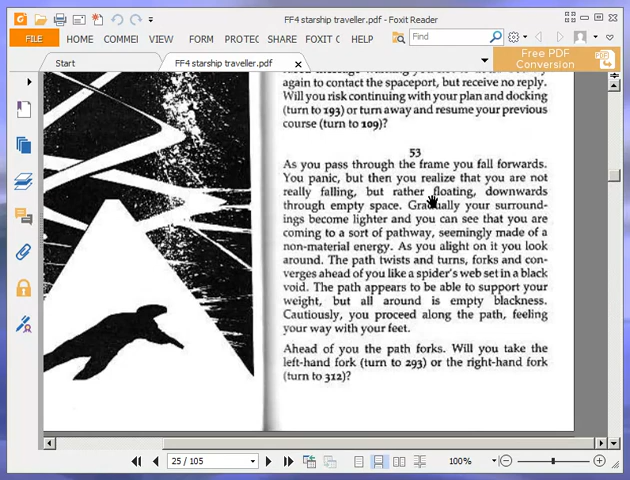 FF4 starship traveller.pdf - Foxit Reader
FILE HOME COMMEI VIEW FORM PROTEC SHARE FOXIT C Find
Start FF4 starship traveller.pdf Free PDF
Conversion
again to contact the spaceport, but receive no reply.
Will you risk continuing with your plan and docking
(turn to 193) or turn away and resume your previous
course (turn to 109)?
53
As you pass through the frame you fall forwards.
You panic, but then you realize that you are not
really falling, but rather floating, downwards
through empty space. Gradually your surround-
ings become lighter and you can see that you are
coming to a sort of pathway, seemingly made of a
non-material energy. As you alight on it you look
around. The path twists and turns, forks and con-
verges ahead of you like a spider's web set in a black
void. The path appears to be able to support your
weight, but all around is empty blackness.
Cautiously, you proceed along the path, feeling
your way with your feet.
Ahead of you the path forks. Will you take the
left-hand fork (turn to 293) or the right-hand fork
(turn to 312)?
25 / 105 100%